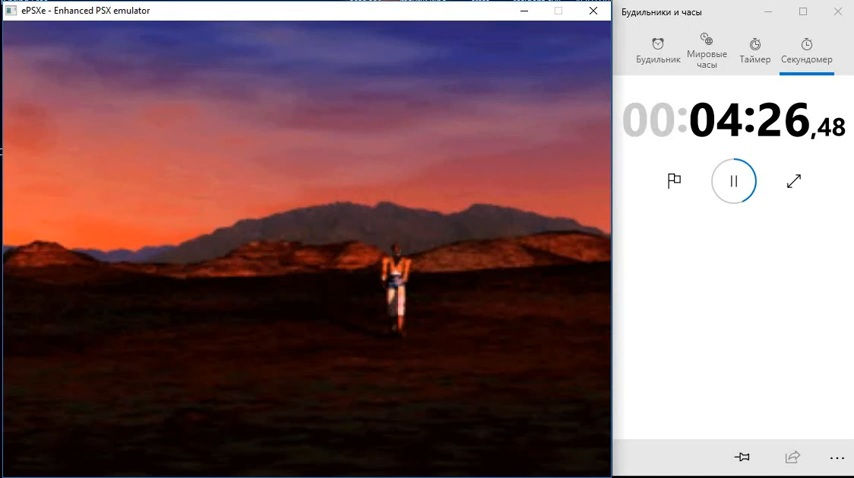 ePSXe - Enhanced PSX emulator
Будильники и часы
Будильник
Мировые
часы
Таймер
Секундомер
00:04:26,48